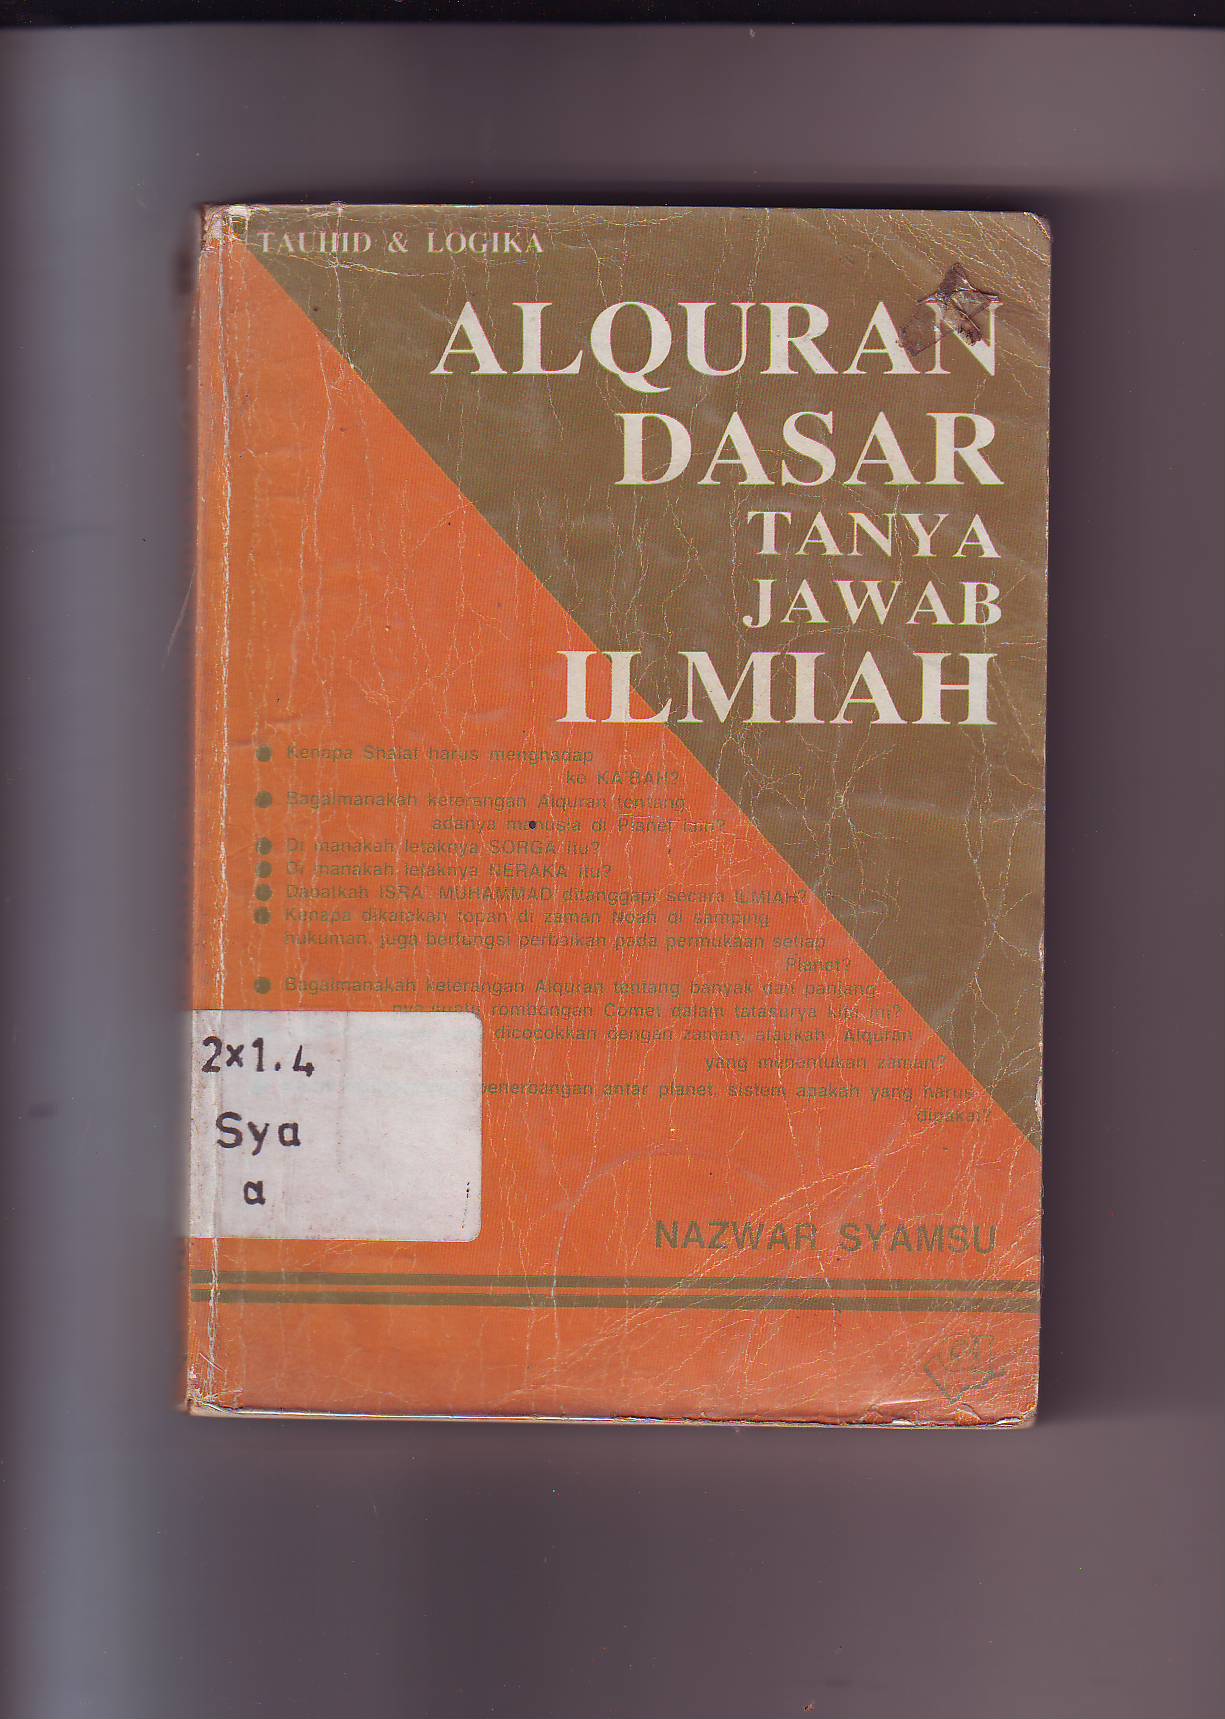 TAUHID & LOGIKA
ALQURAN
DASAR
TANYA
JAWAB
ILMIAH
● Kenapa Shalat harus menghadap
ke KA'BAH?
● Bagaimanakah keterangan Alquran tentang
adanya manusia di Planet lain?
● Di manakah letaknya SORGA itu?
● Di manakah letaknya NERAKA itu?
● Dapatkah ISRA' MUHAMMAD ditanggapi secara ILMIAH?
● Kenapa dikatakan topan di zaman Noah di samping
hukuman, juga berfungsi perbaikan pada permukaan setiap
Planet?
● Bagaimanakah keterangan Alquran tentang banyak dan panjang
rombongan Comet dalam tatasurya kita ini?
dicocokkan dengan zaman, ataukah Alquran
yang menentukan zaman?
penerbangan antar planet, sistem apakah yang harus
dipakai?
2x1.4
Sya
a
NAZWAR SYAMSU